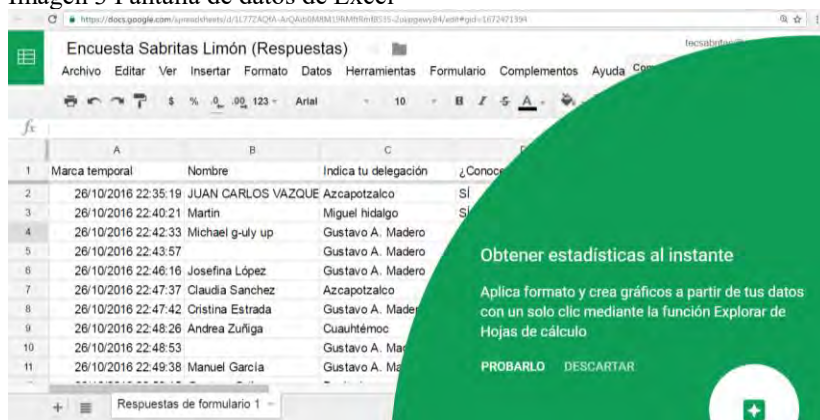 Imagen 3 Pantalla de datos de Excel
Encuesta Sabritas Limón (Respuestas)
Archivo Editar Ver Insertar Formato Datos Herramientas Formulario Complementos Ayuda
$ % .0_ .00_ 123 Arial 10 B I S A
fx
A B C
1 Marca temporal Nombre Indica tu delegación ¿Conoce
2 26/10/2016 22:35:19 JUAN CARLOS VAZQUE Azcapotzalco SÍ
3 26/10/2016 22:40:21 Martin Miguel hidalgo SÍ
4 26/10/2016 22:42:33 Michael g-uly up Gustavo A. Madero
5 26/10/2016 22:43:57 Gustavo A. Madero
6 26/10/2016 22:46:16 Josefina López Gustavo A. Madero
7 26/10/2016 22:47:37 Claudia Sanchez Azcapotzalco
8 26/10/2016 22:47:42 Cristina Estrada Gustavo A. Mader
9 26/10/2016 22:48:26 Andrea Zuñiga Cuauhtémoc
10 26/10/2016 22:48:53 Gustavo A. Mad
11 26/10/2016 22:49:38 Manuel García Gustavo A. Ma
Obtener estadísticas al instante
Aplica formato y crea gráficos a partir de tus datos
con un solo clic mediante la función Explorar de
Hojas de cálculo
PROBARLO DESCARTAR
+ Respuestas de formulario 1